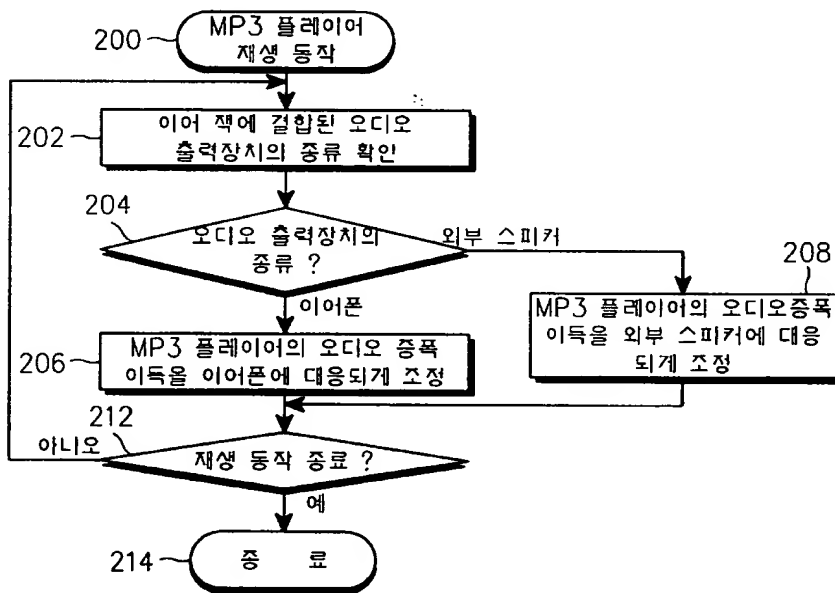 200
MP3 플레이어
재생 동작
202
이어 잭에 결합된 오디오
출력장치의 종류 확인
204
오디오 출력장치의
종류 ?
외부 스피커
이어폰
208
MP3 플레이어의 오디오증폭
이득을 외부 스피커에 대응
되게 조정
206
MP3 플레이어의 오디오 증폭
이득을 이어폰에 대응되게 조정
212
아니오
재생 동작 종료 ?
예
214
종 료